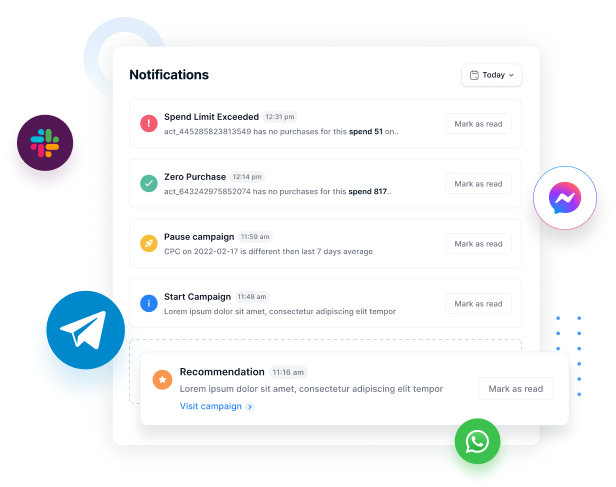 Notifications
Today
Spend Limit Exceeded 12:31 pm
act_445285823813549 has no purchases for this spend 51 on..
Mark as read
Zero Purchase 12:14 pm
act_643242975852074 has no purchases for this spend 817..
Mark as read
Pause campaign 11:59 am
CPC on 2022-02-17 is different then last 7 days average
Mark as read
Start Campaign 11:48 am
Lorem ipsum dolor sit amet, consectetur adipiscing elit tempor
Mark as read
Recommendation 11:16 am
Lorem ipsum dolor sit amet, consectetur adipiscing elit tempor
Mark as read
Visit campaign